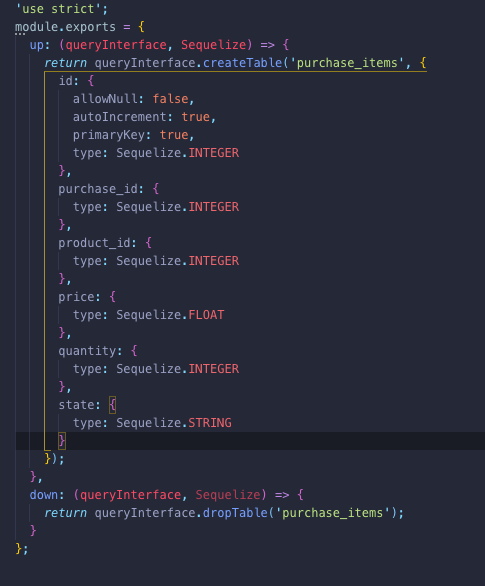 'use strict';
module.exports = {
  up: (queryInterface, Sequelize) => {
    return queryInterface.createTable('purchase_items', {
      id: {
        allowNull: false,
        autoIncrement: true,
        primaryKey: true,
        type: Sequelize.INTEGER
      },
      purchase_id: {
        type: Sequelize.INTEGER
      },
      product_id: {
        type: Sequelize.INTEGER
      },
      price: {
        type: Sequelize.FLOAT
      },
      quantity: {
        type: Sequelize.INTEGER
      },
      state: {
        type: Sequelize.STRING
      }
    });
  },
  down: (queryInterface, Sequelize) => {
    return queryInterface.dropTable('purchase_items');
  }
};